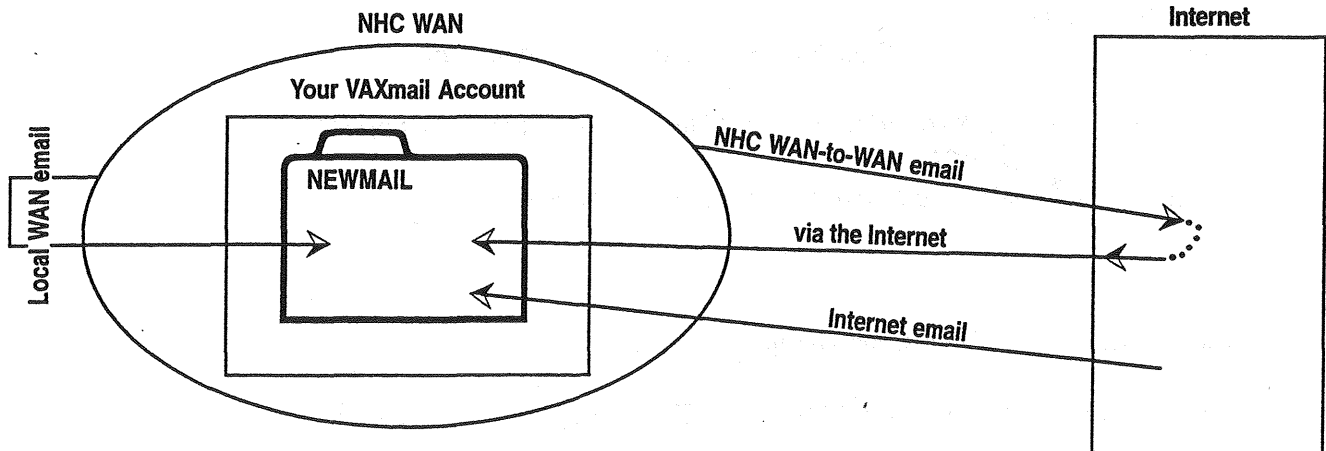 NHC WAN
Internet
Your VAXmail Account
NEWMAIL
Local WAN email
NHC WAN-to-WAN email
via the Internet
Internet email